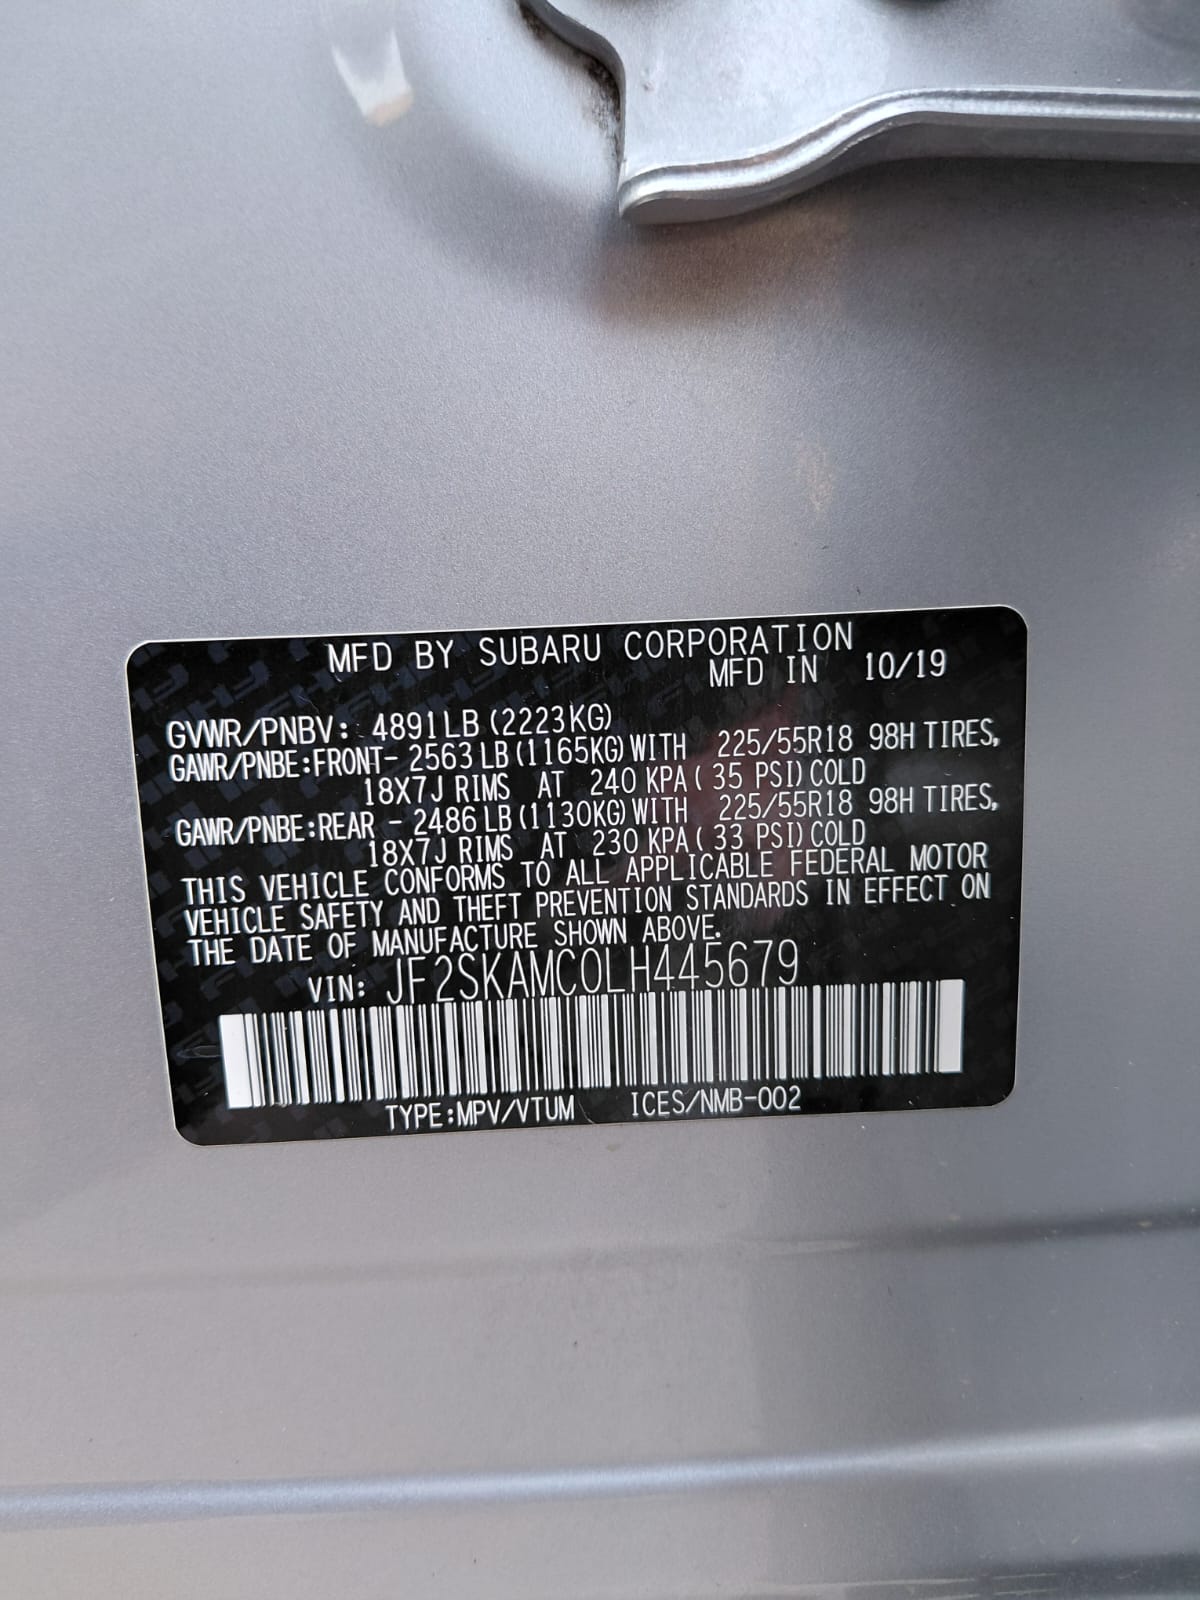 MFD BY SUBARU CORPORATION
MFD IN 10/19
GVWR/PNBV: 4891LB(2223KG)
GAWR/PNBE:FRONT- 2563LB(1165KG)WITH 225/55R18 98H TIRES,
18X7J RIMS AT 240 KPA( 35 PSI)COLD
GAWR/PNBE:REAR - 2486LB(1130KG)WITH 225/55R18 98H TIRES,
18X7J RIMS AT 230 KPA( 33 PSI)COLD
THIS VEHICLE CONFORMS TO ALL APPLICABLE FEDERAL MOTOR
VEHICLE SAFETY AND THEFT PREVENTION STANDARDS IN EFFECT ON
THE DATE OF MANUFACTURE SHOWN ABOVE.
VIN: JF2SKAMC0LH445679
TYPE:MPV/VTUM ICES/NMB-002